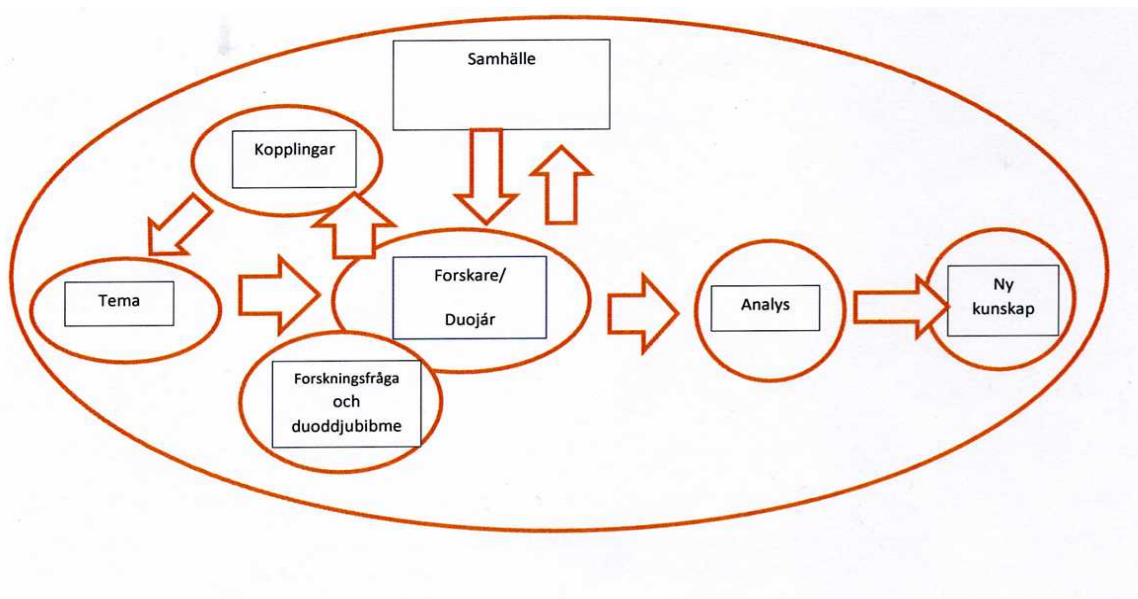 Samhälle
Kopplingar
Tema
Forskare/
Duojár
Analys
Ny
kunskap
Forskningsfråga
och
duoddjubibme